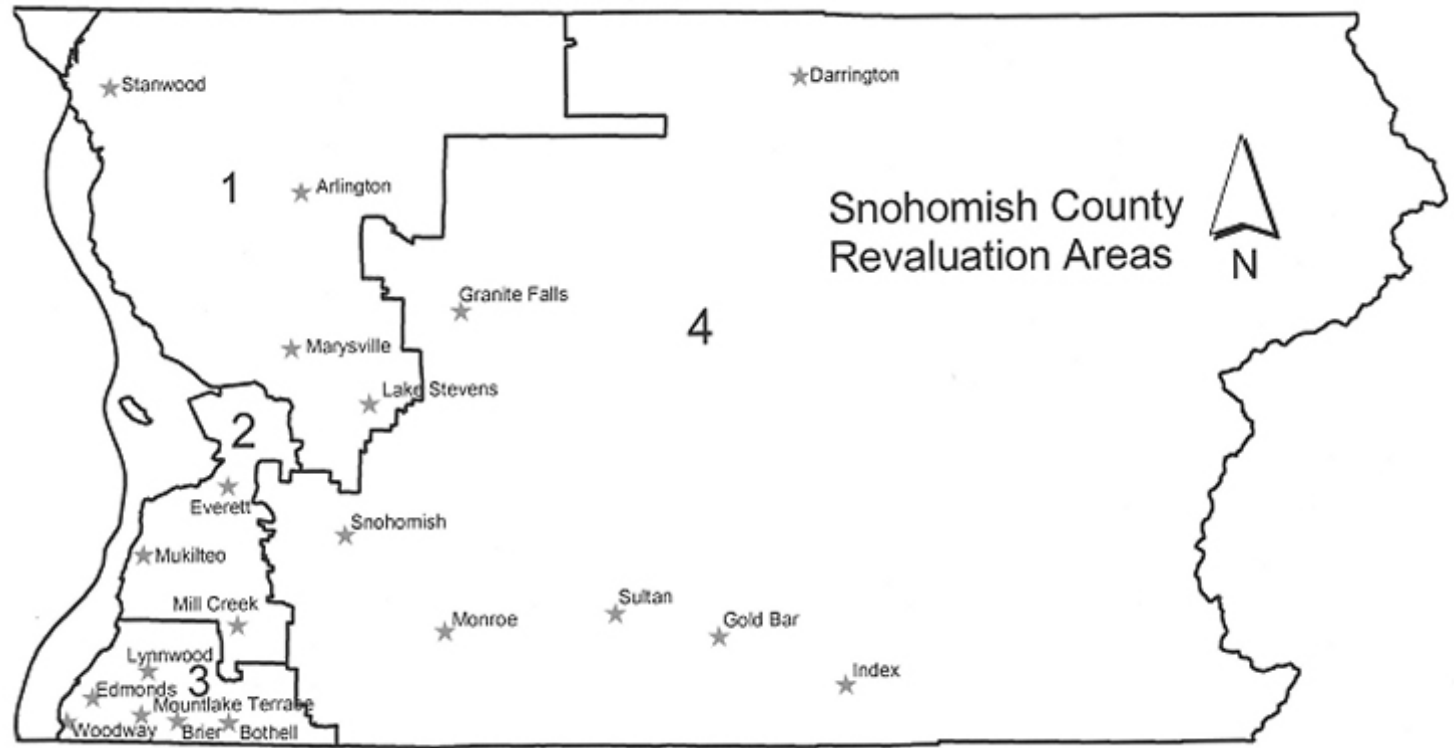 Stanwood
Darrington
1
Arlington
Snohomish County
Revaluation Areas
N
Granite Falls
4
Marysville
Lake Stevens
2
Everett
Snohomish
Mukilteo
Mill Creek
Sultan
Monroe
Gold Bar
Lynnwood
3
Index
Edmonds
Mountlake Terrace
Woodway
Brier
Bothell